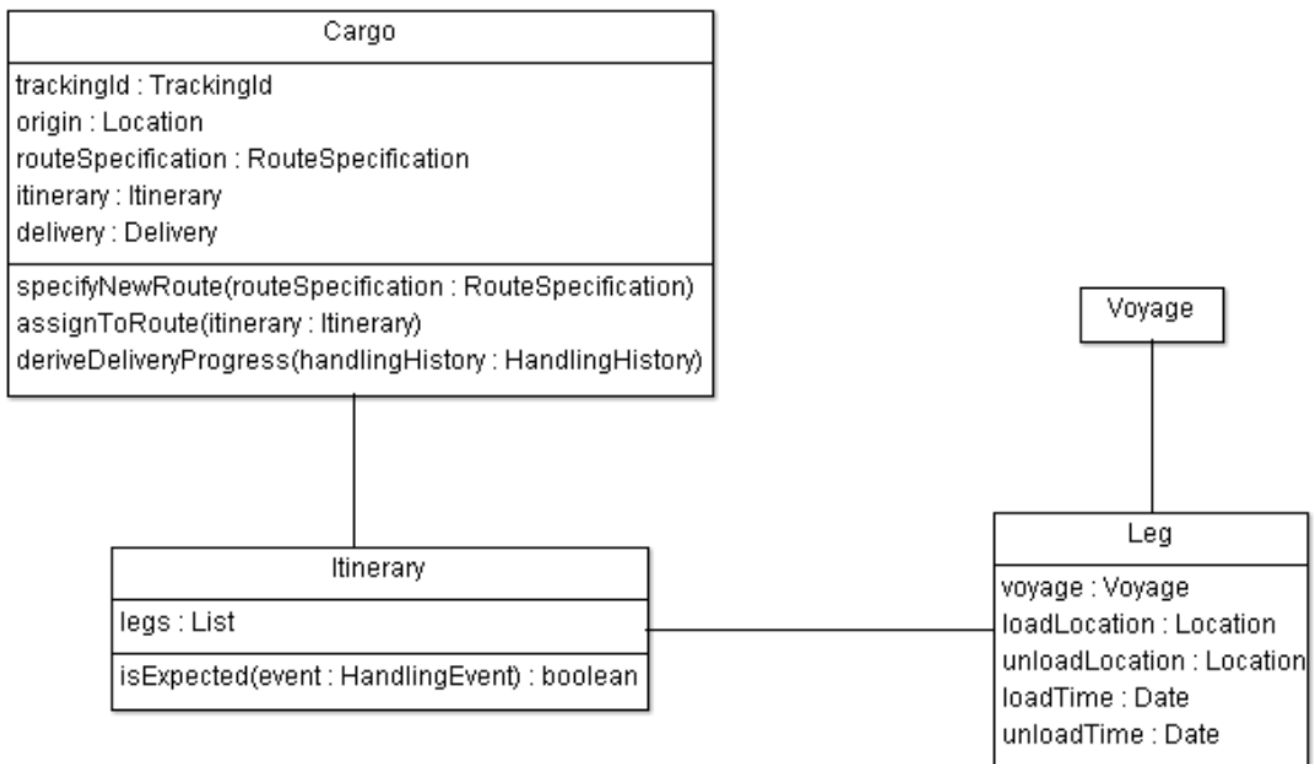 Cargo
trackingId : TrackingId
origin : Location
routeSpecification : RouteSpecification
itinerary : Itinerary
delivery : Delivery
specifyNewRoute(routeSpecification : RouteSpecification)
assignToRoute(itinerary : Itinerary)
deriveDeliveryProgress(handlingHistory : HandlingHistory)
Voyage
Itinerary
legs : List
isExpected(event : HandlingEvent) : boolean
Leg
voyage : Voyage
loadLocation : Location
unloadLocation : Location
loadTime : Date
unloadTime : Date